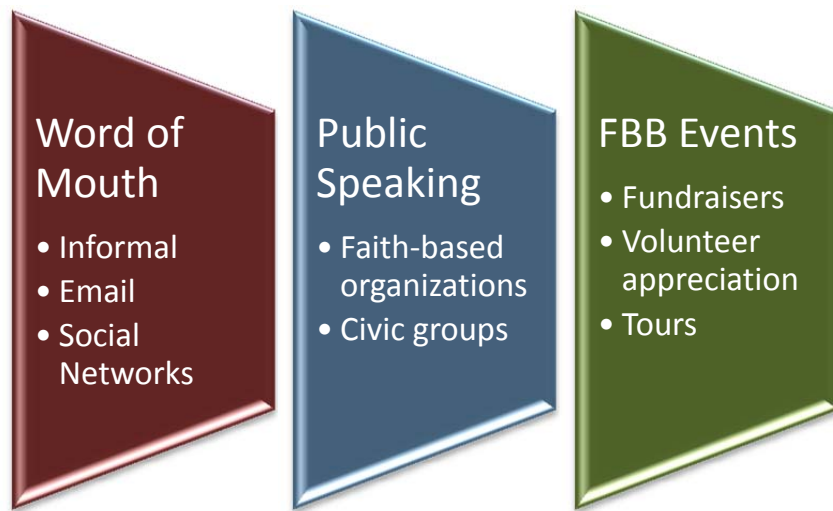 Word of
Mouth
• Informal
• Email
• Social
Networks
Public
Speaking
• Faith-based
organizations
• Civic groups
FBB Events
• Fundraisers
• Volunteer
appreciation
• Tours